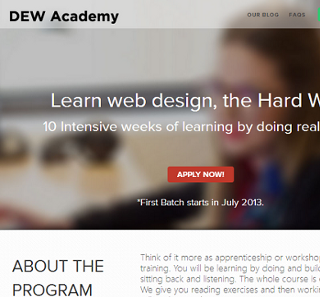 DEW Academy
OUR BLOG FAQS
Learn web design, the Hard W
10 Intensive weeks of learning by doing real
APPLY NOW!
*First Batch starts in July 2013.
ABOUT THE
PROGRAM
Think of it more as apprenticeship or workshop
training. You will be learning by doing and build
sitting back and listening. The whole course is
We give you reading exercises and then workin